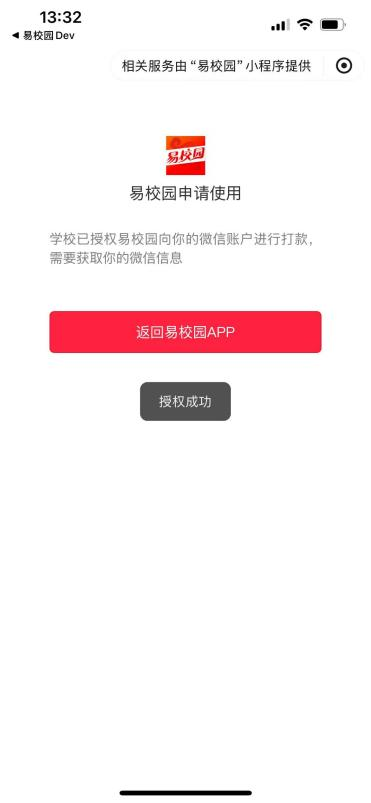 13:32
◀ 易校园Dev
相关服务由“易校园”小程序提供
易校园
易校园申请使用
学校已授权易校园向你的微信账户进行打款，
需要获取你的微信信息
返回易校园APP
授权成功